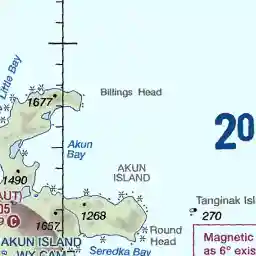 Little Bay
Billings Head
1677
20
Akun
Bay
AKUN
ISLAND
1490
Tanginak Isl
270
1268
1657
Round
Head
AKUN ISLAND
Seredka Bay
Magnetic
as 6° exis
C